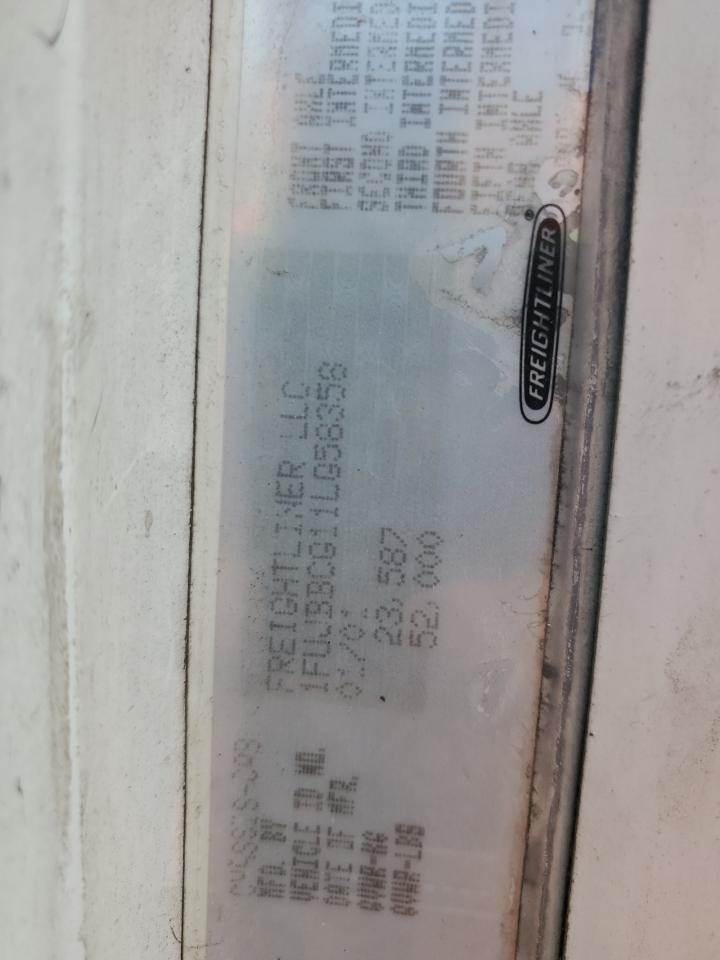 MFD. BY FREIGHTLINER LLC
VEHICLE ID NO. 1FUJBBCG11LG58358
DATE OF MFR.
GVWR-KG 23,587
GVWR-LBS 52,000
FRONT AXLE
FIRST INTERMEDI
SECOND INTERMED
THIRD INTERMEDI
FOURTH INTERMED
FIFTH INTERMEDI
REAR AXLE
FREIGHTLINER